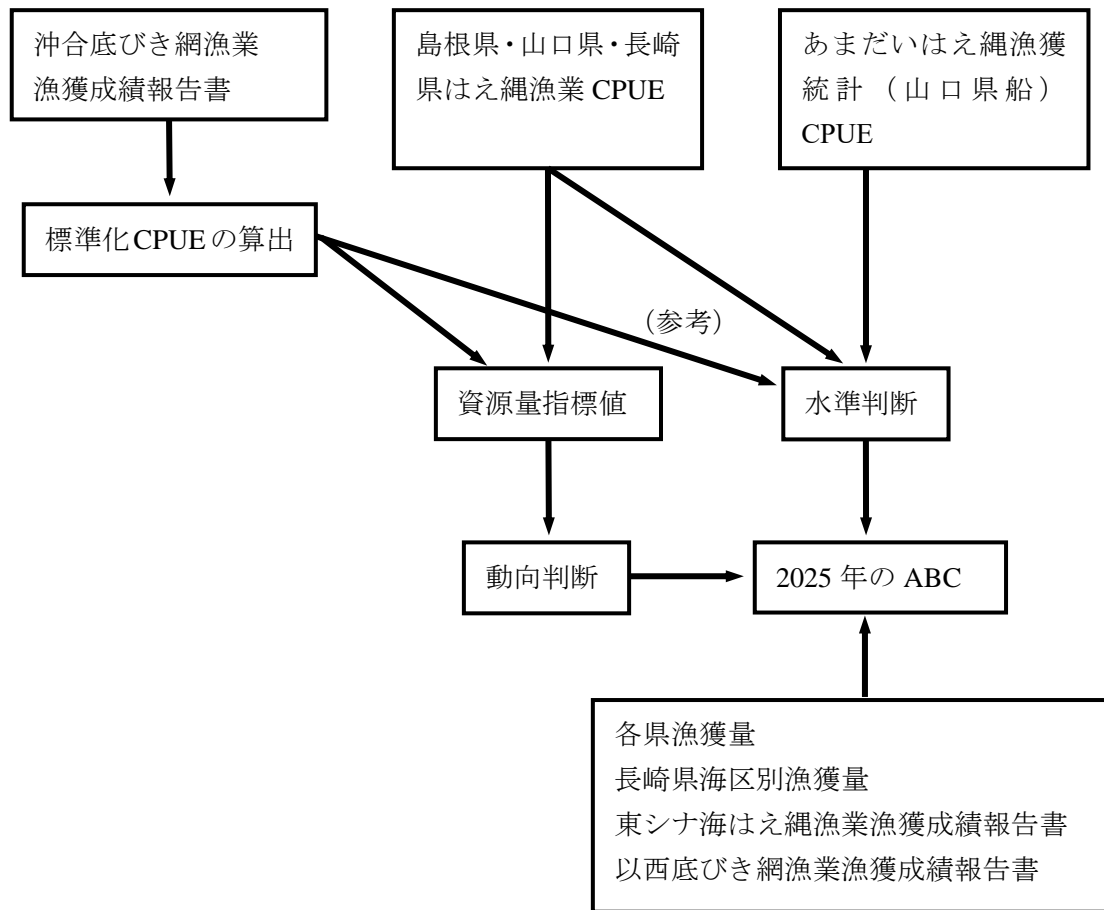 沖合底びき網漁業
漁獲成績報告書
島根県・山口県・長崎
県はえ縄漁業 CPUE
あまだいはえ縄漁獲
統計（山口県船）
CPUE
標準化 CPUE の算出
（参考）
資源量指標値
水準判断
動向判断
2025 年の ABC
各県漁獲量
長崎県海区別漁獲量
東シナ海はえ縄漁業漁獲成績報告書
以西底びき網漁業漁獲成績報告書